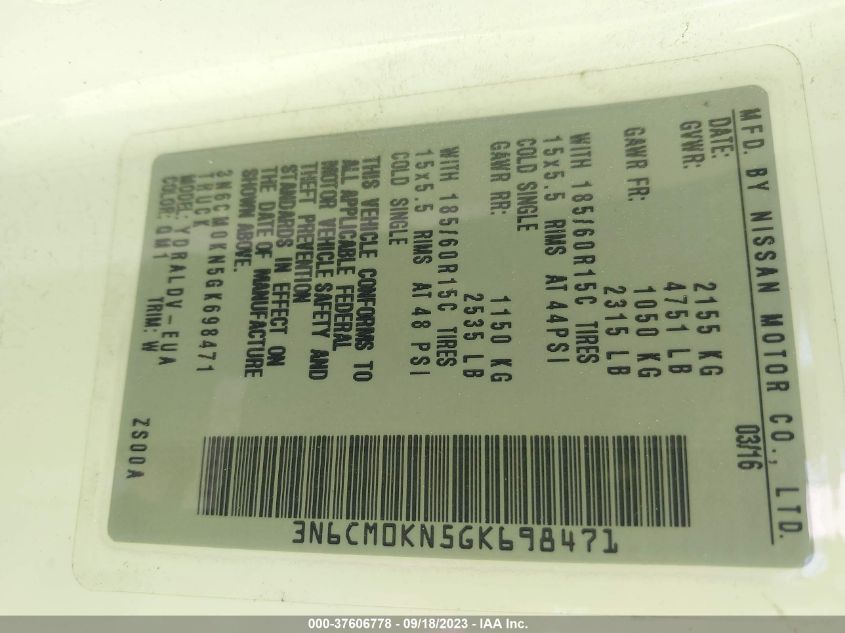 MFD. BY NISSAN MOTOR CO., LTD.
DATE: 03/16
GVWR: 2155 KG
4751 LB
GAWR FR: 1050 KG
2315 LB
WITH 185/60R15C TIRES
15x5.5 RIMS AT 44PSI
COLD SINGLE
GAWR RR: 1150 KG
2535 LB
WITH 185/60R15C TIRES
15x5.5 RIMS AT 48 PSI
COLD SINGLE
THIS VEHICLE CONFORMS TO
ALL APPLICABLE FEDERAL
MOTOR VEHICLE SAFETY AND
THEFT PREVENTION
STANDARDS IN EFFECT ON
THE DATE OF MANUFACTURE
SHOWN ABOVE.
3N6CM0KN5GK698471
TRUCK
MODEL: YDRALDV-EUA
COLOR: QM1 TRIM: W
ZS00A
3N6CM0KN5GK698471
000-37606778 - 09/18/2023 - IAA Inc.